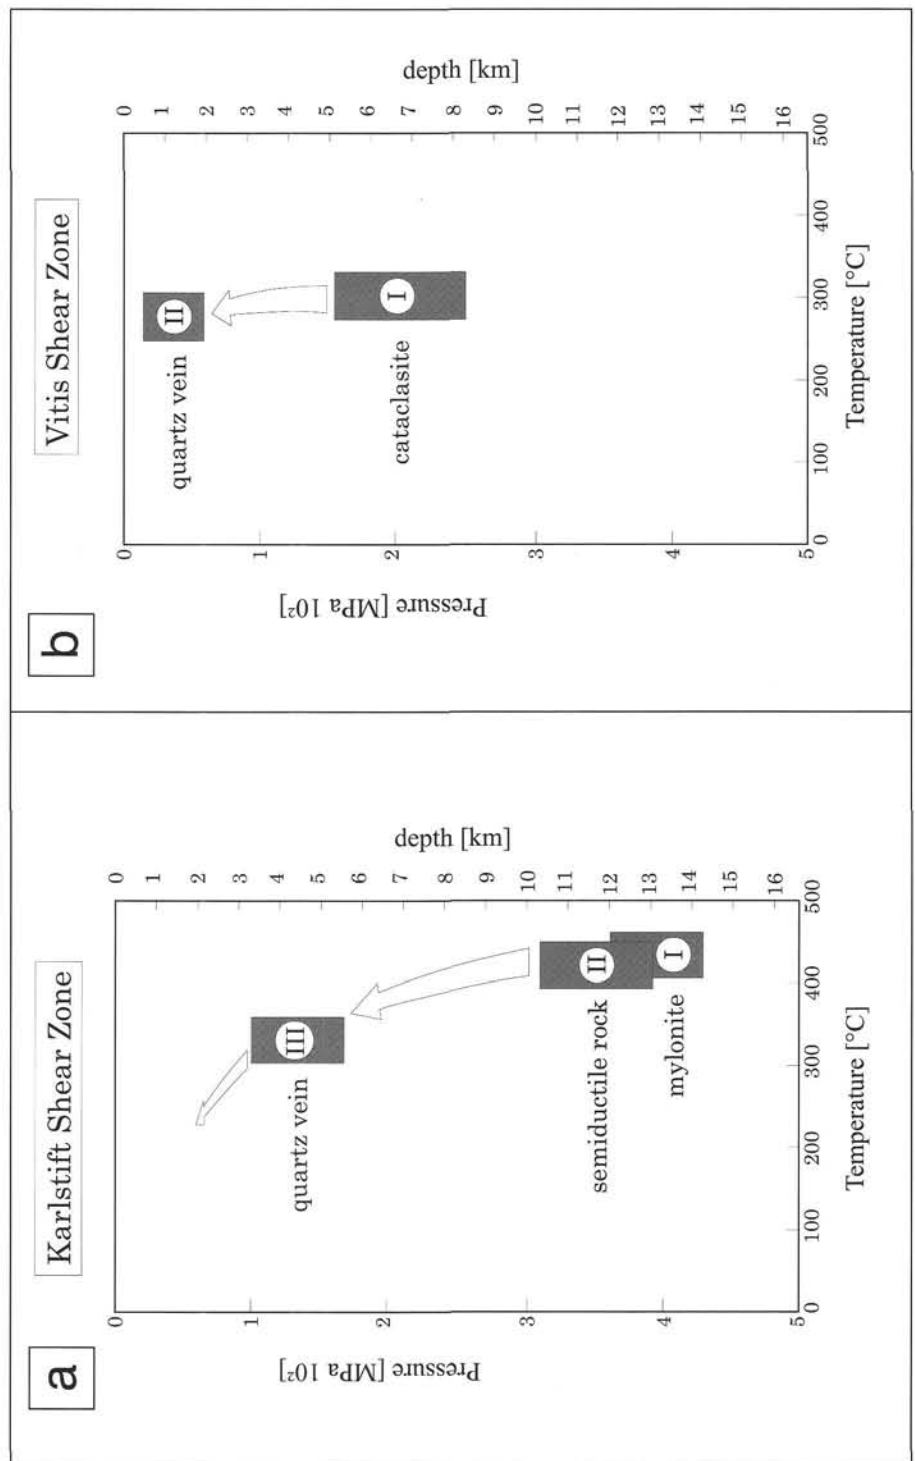 a
Karlstift Shear Zone
Pressure [MPa 10²]
0
1
2
3
4
5
depth [km]
0
1
2
3
4
5
6
7
8
9
10
11
12
13
14
15
16
III
quartz vein
II
semiductile rock
I
mylonite
0
100
200
300
400
500
Temperature [°C]
b
Vitis Shear Zone
Pressure [MPa 10²]
0
1
2
3
4
5
depth [km]
0
1
2
3
4
5
6
7
8
9
10
11
12
13
14
15
16
II
quartz vein
I
cataclasite
0
100
200
300
400
500
Temperature [°C]